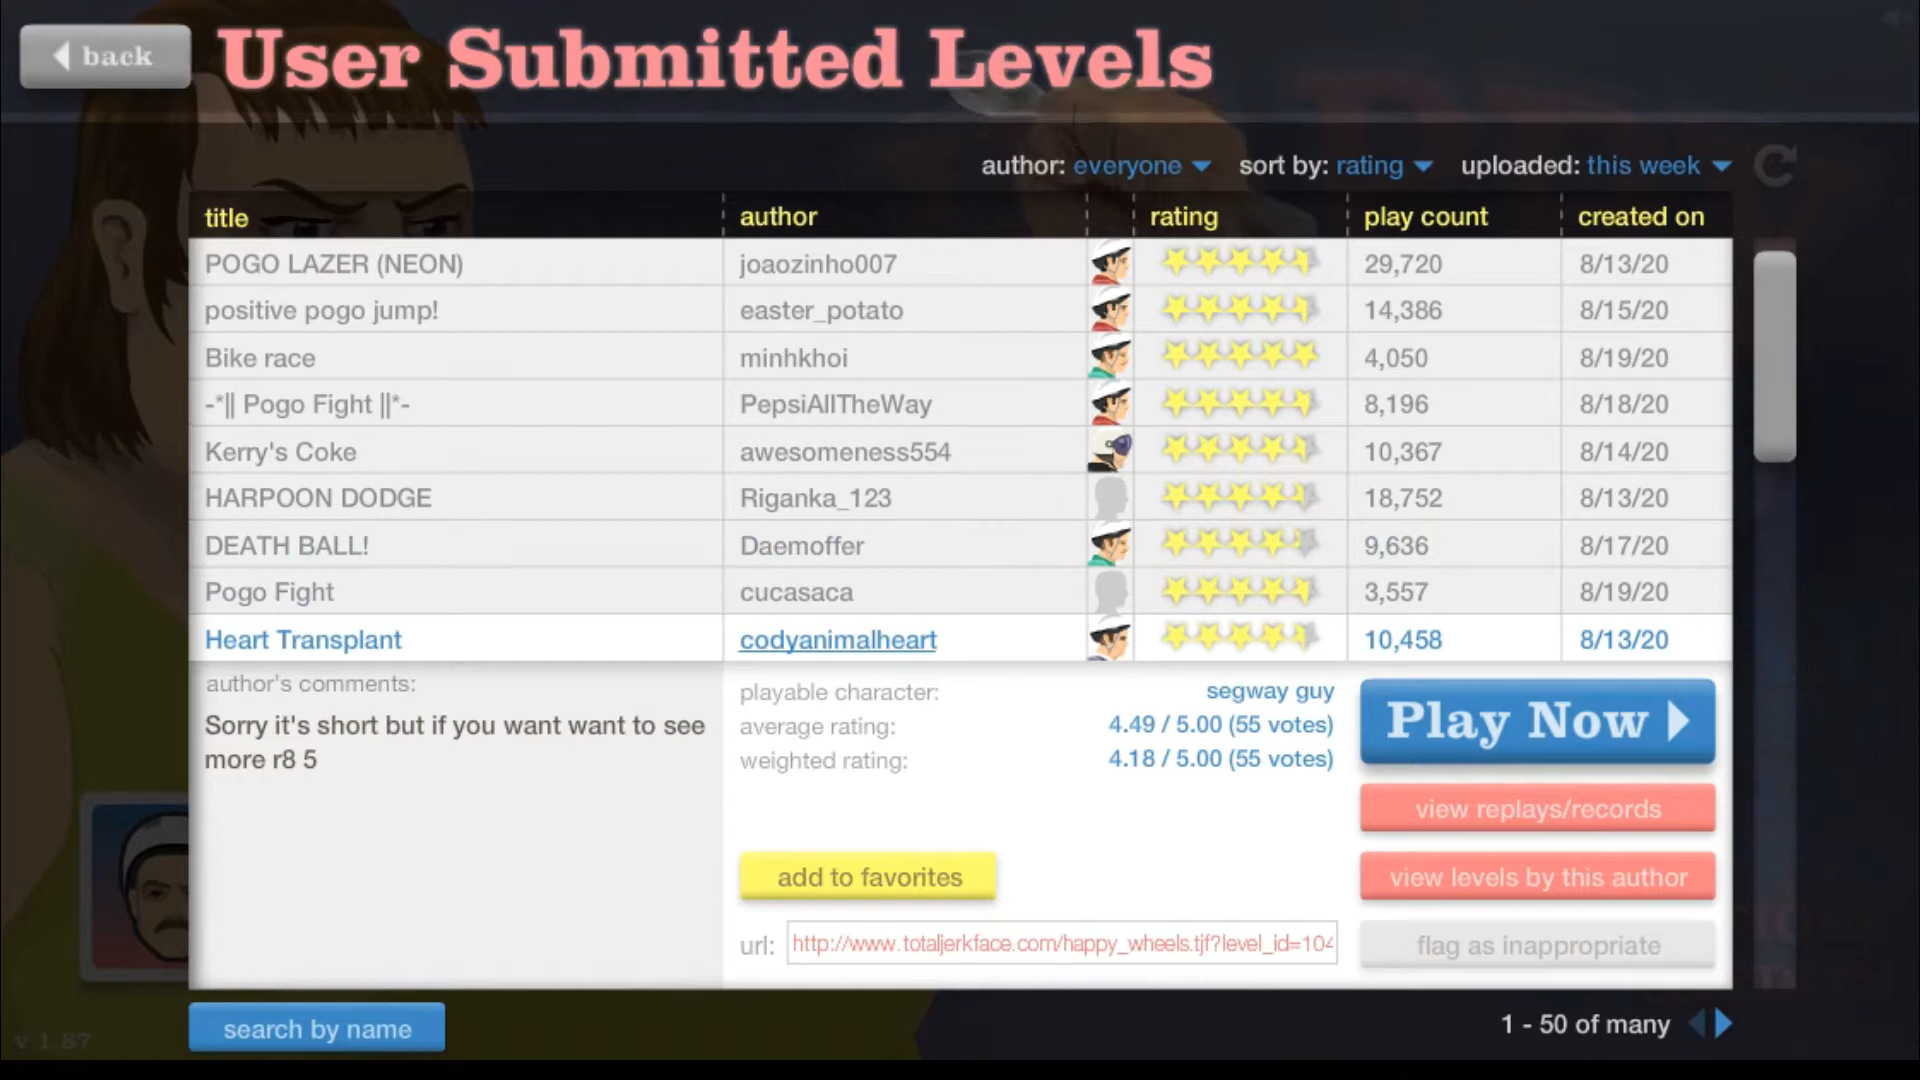 back
User Submitted Levels
author: everyone sort by: rating uploaded: this week
title author rating play count created on
POGO LAZER (NEON) joaozinho007 29,720 8/13/20
positive pogo jump! easter_potato 14,386 8/15/20
Bike race minhkhoi 4,050 8/19/20
-*|| Pogo Fight ||*- PepsiAllTheWay 8,196 8/18/20
Kerry's Coke awesomeness554 10,367 8/14/20
HARPOON DODGE Riganka_123 18,752 8/13/20
DEATH BALL! Daemoffer 9,636 8/17/20
Pogo Fight cucasaca 3,557 8/19/20
Heart Transplant codyanimalheart 10,458 8/13/20
author's comments:
Sorry it's short but if you want want to see
more r8 5
playable character: segway guy
average rating: 4.49 / 5.00 (55 votes)
weighted rating: 4.18 / 5.00 (55 votes)
Play Now
view replays/records
add to favorites
view levels by this author
url: http://www.totaljerkface.com/happy_wheels.tjf?level_id=104
flag as inappropriate
search by name
1 - 50 of many
v 1.87